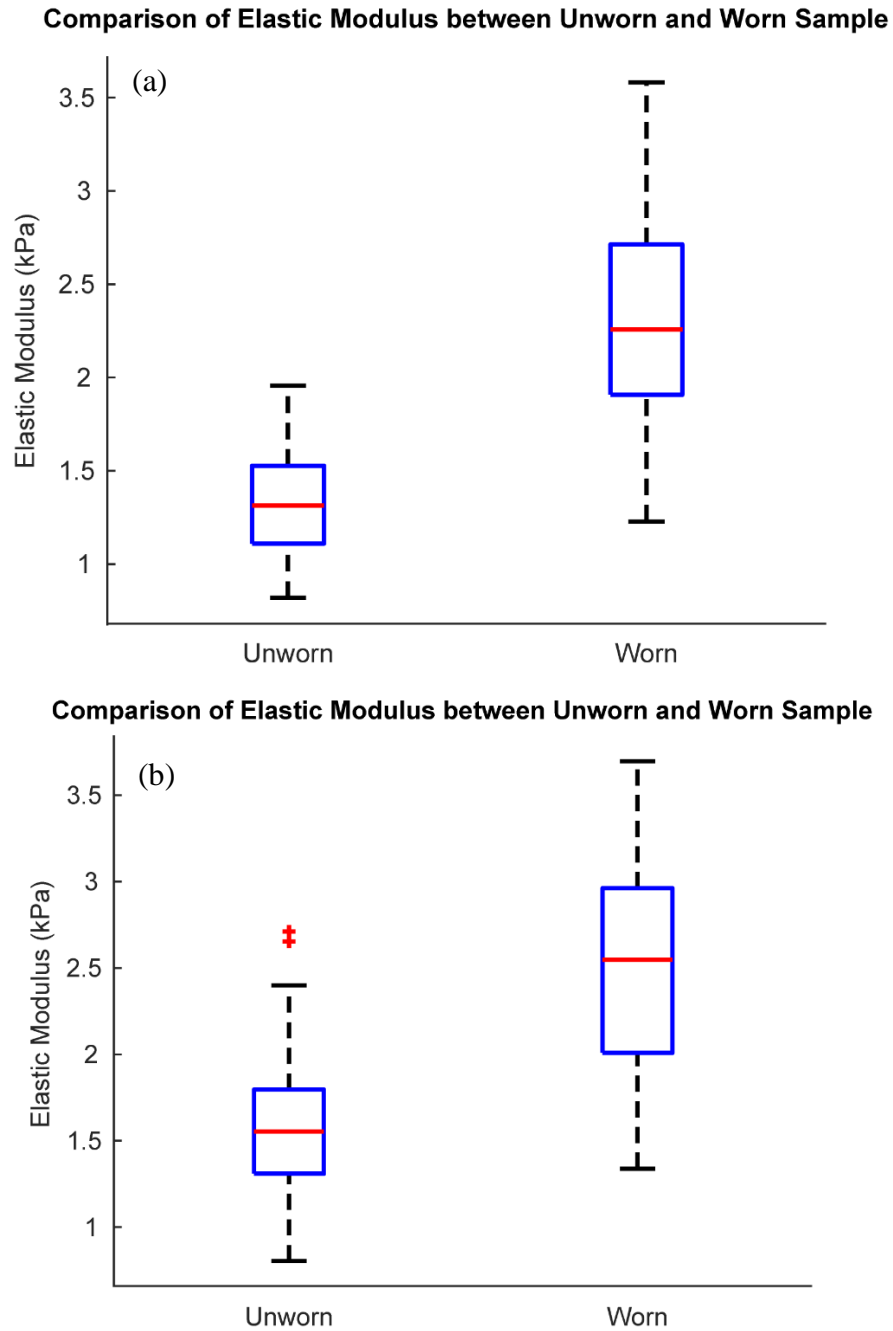 Comparison of Elastic Modulus between Unworn and Worn Sample
(a)
3.5
3
2.5
2
1.5
1
Elastic Modulus (kPa)
Unworn Worn
Comparison of Elastic Modulus between Unworn and Worn Sample
(b)
3.5
3
2.5
2
1.5
1
Elastic Modulus (kPa)
Unworn Worn